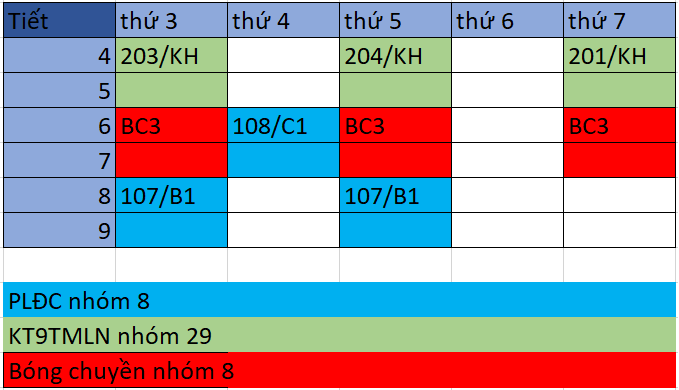 Tiết thứ 3 thứ 4 thứ 5 thứ 6 thứ 7
4 203/KH 204/KH 201/KH
5
6 BC3 108/C1 BC3 BC3
7
8 107/B1 107/B1
9
PLĐC nhóm 8
KT9TMLN nhóm 29
Bóng chuyền nhóm 8